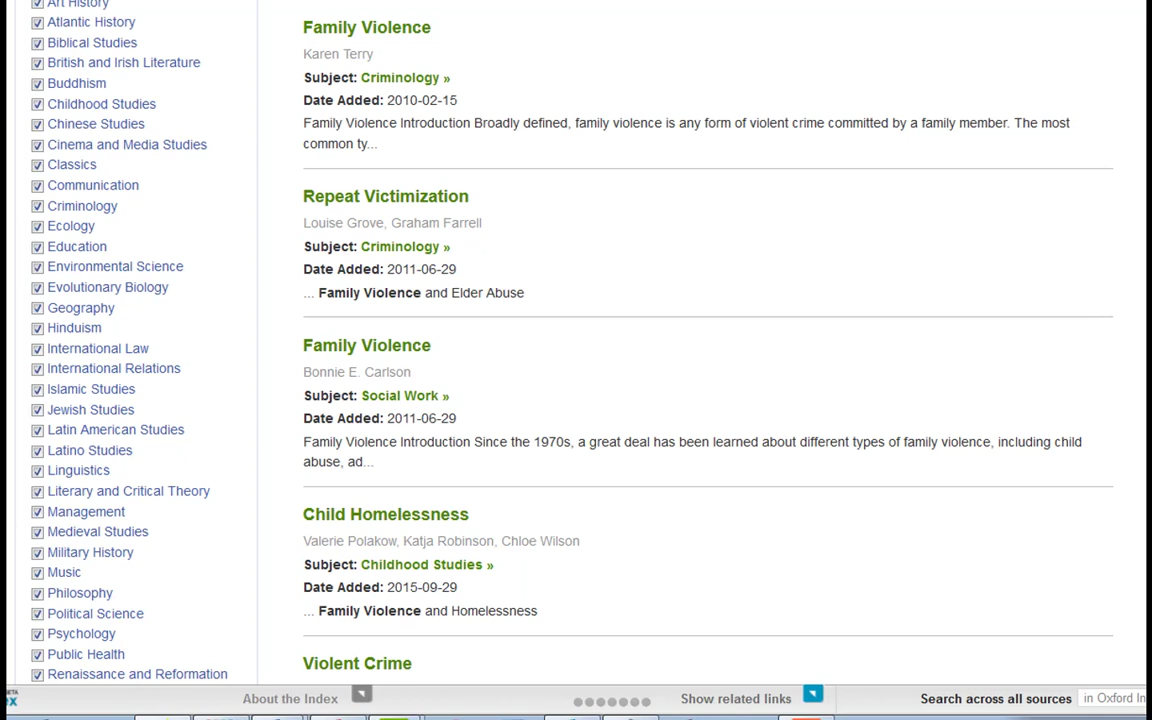 Art History
Atlantic History
Biblical Studies
British and Irish Literature
Buddhism
Childhood Studies
Chinese Studies
Cinema and Media Studies
Classics
Communication
Criminology
Ecology
Education
Environmental Science
Evolutionary Biology
Geography
Hinduism
International Law
International Relations
Islamic Studies
Jewish Studies
Latin American Studies
Latino Studies
Linguistics
Literary and Critical Theory
Management
Medieval Studies
Military History
Music
Philosophy
Political Science
Psychology
Public Health
Renaissance and Reformation
Family Violence
Karen Terry
Subject: Criminology »
Date Added: 2010-02-15
Family Violence Introduction Broadly defined, family violence is any form of violent crime committed by a family member. The most
common ty...
Repeat Victimization
Louise Grove, Graham Farrell
Subject: Criminology »
Date Added: 2011-06-29
... Family Violence and Elder Abuse
Family Violence
Bonnie E. Carlson
Subject: Social Work »
Date Added: 2011-06-29
Family Violence Introduction Since the 1970s, a great deal has been learned about different types of family violence, including child
abuse, ad...
Child Homelessness
Valerie Polakow, Katja Robinson, Chloe Wilson
Subject: Childhood Studies »
Date Added: 2015-09-29
... Family Violence and Homelessness
Violent Crime
About the Index
Show related links
Search across all sources
in Oxford In